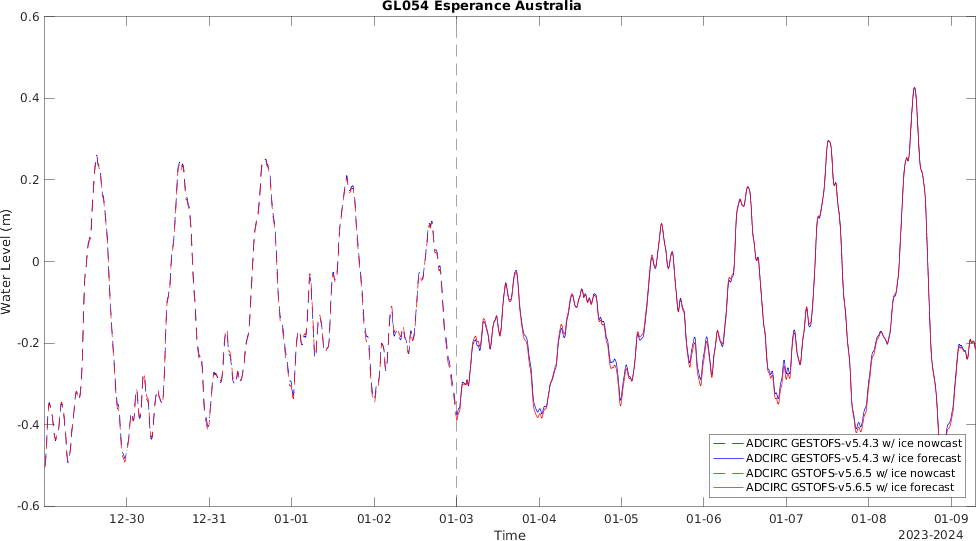 GL054 Esperance Australia
Water Level (m)
0.6
0.4
0.2
0
-0.2
-0.4
-0.6
ADCIRC GESTOFS-v5.4.3 w/ ice nowcast
ADCIRC GESTOFS-v5.4.3 w/ ice forecast
ADCIRC GSTOFS-v5.6.5 w/ ice nowcast
ADCIRC GSTOFS-v5.6.5 w/ ice forecast
12-30 12-31 01-01 01-02 01-03 01-04 01-05 01-06 01-07 01-08 01-09
Time
2023-2024